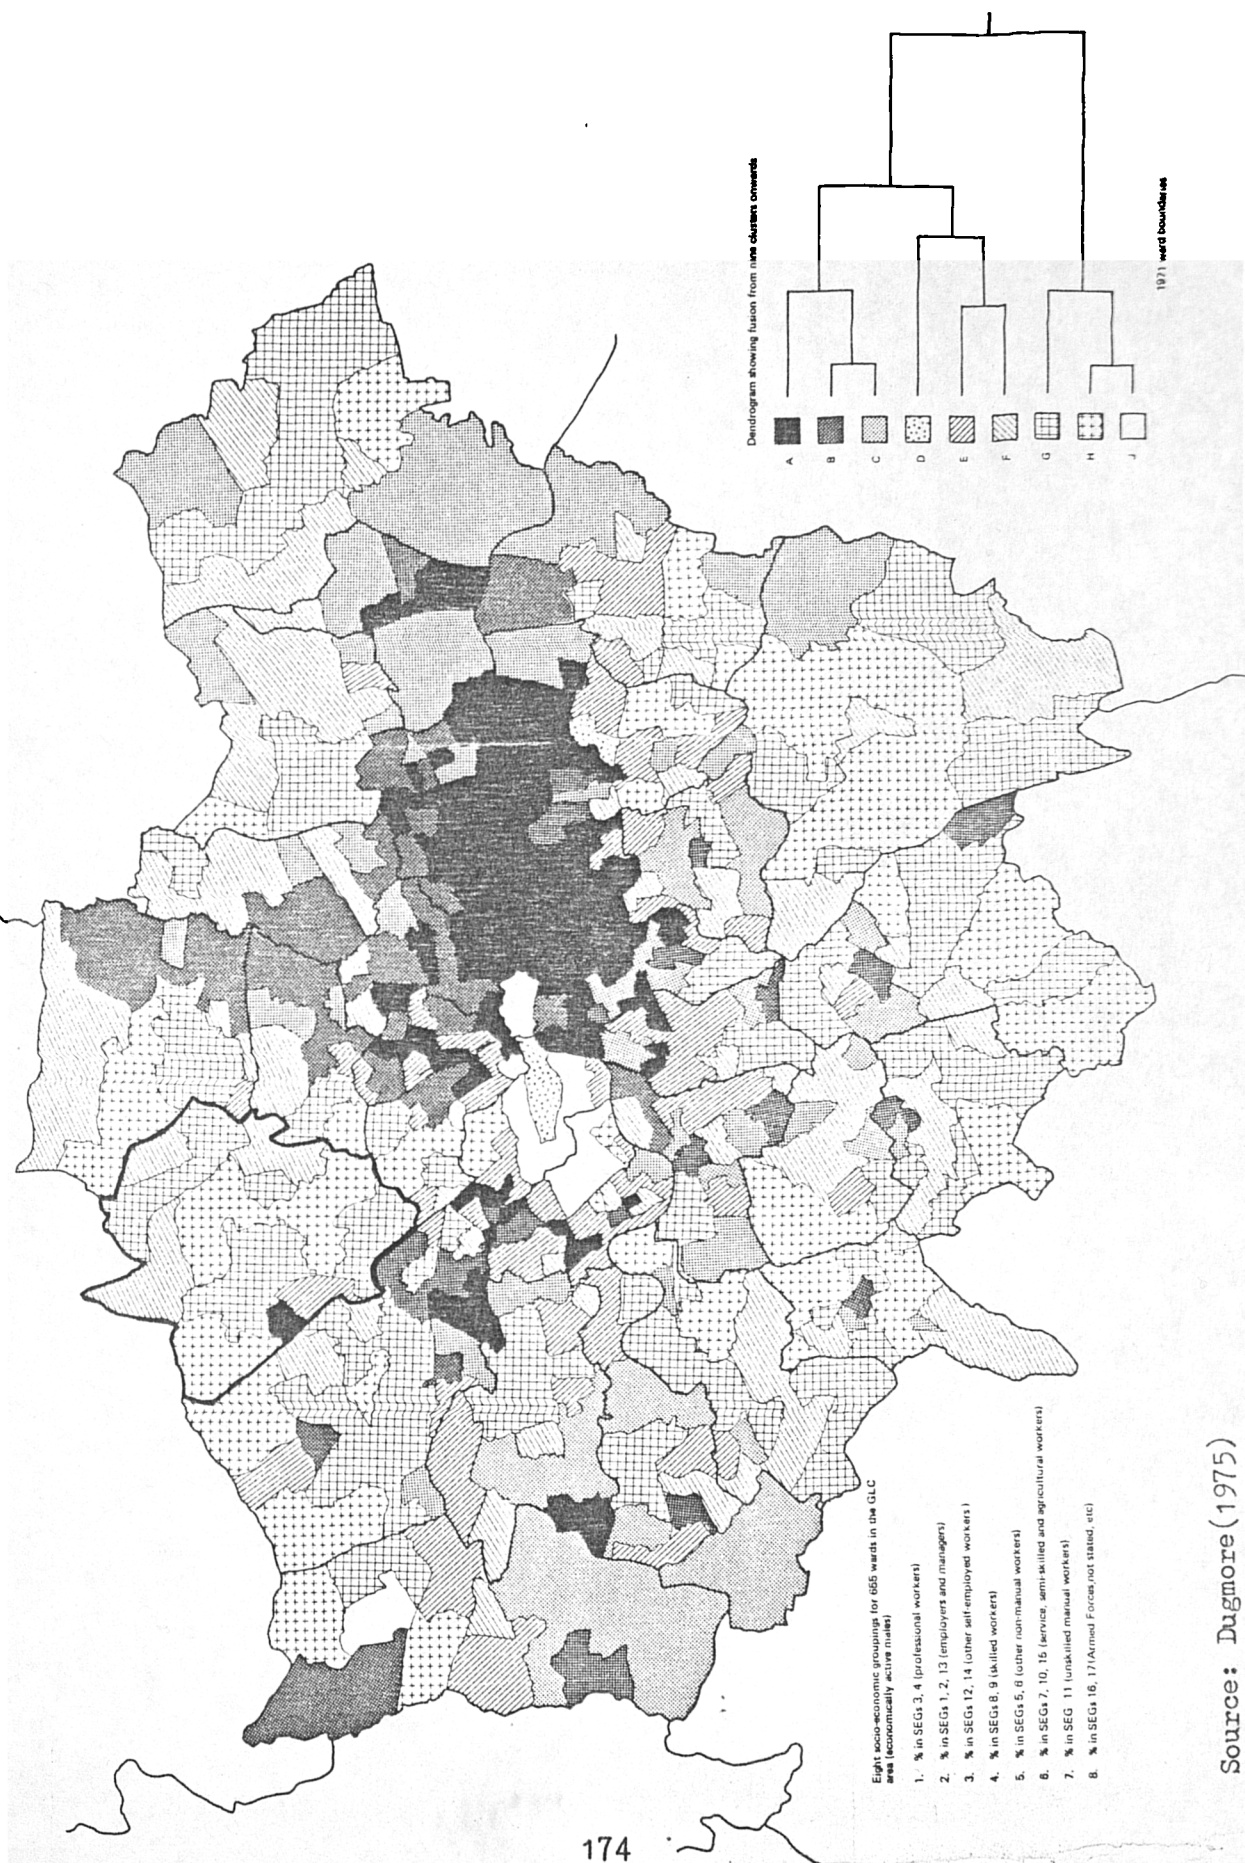 Dendrogram showing fusion from nine clusters onwards
A
B
C
D
E
F
G
H
J
1971 ward boundaries
Eight socio-economic groupings for 655 wards in the GLC
area (economically active males)
1. % in SEGs 3, 4 (professional workers)
2. % in SEGs 1, 2, 13 (employers and managers)
3. % in SEGs 12, 14 (other self-employed workers)
4. % in SEGs 8, 9 (skilled workers)
5. % in SEGs 5, 6 (other non-manual workers)
6. % in SEGs 7, 10, 15 (service, semi-skilled and agricultural workers)
7. % in SEG 11 (unskilled manual workers)
8. % in SEGs 16, 17 (Armed Forces, not stated, etc)
Source: Dugmore(1975)
174